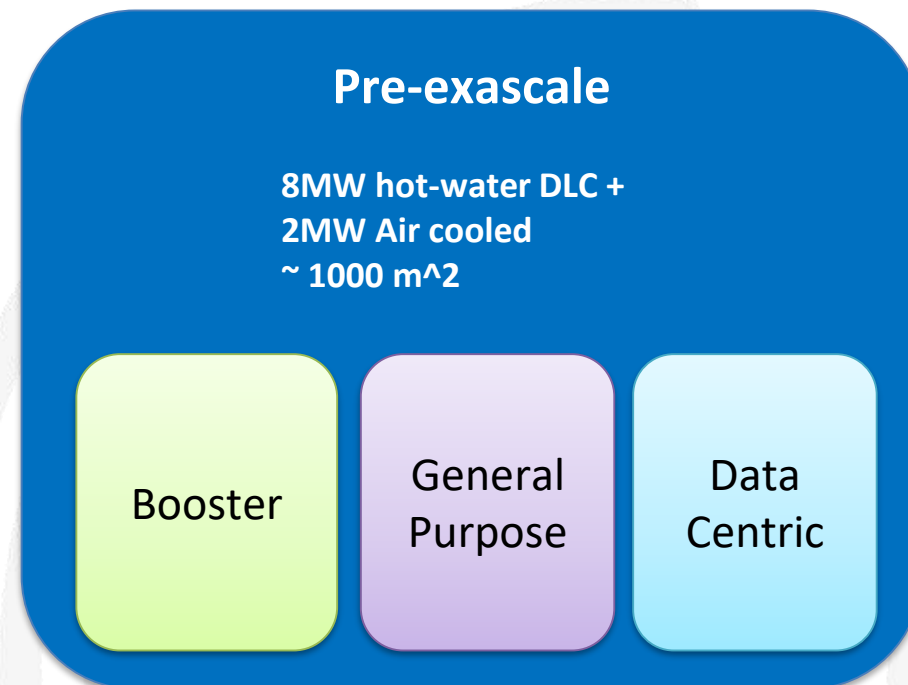 Pre-exascale
8MW hot-water DLC +
2MW Air cooled
~ 1000 m^2
Booster
General
Purpose
Data
Centric